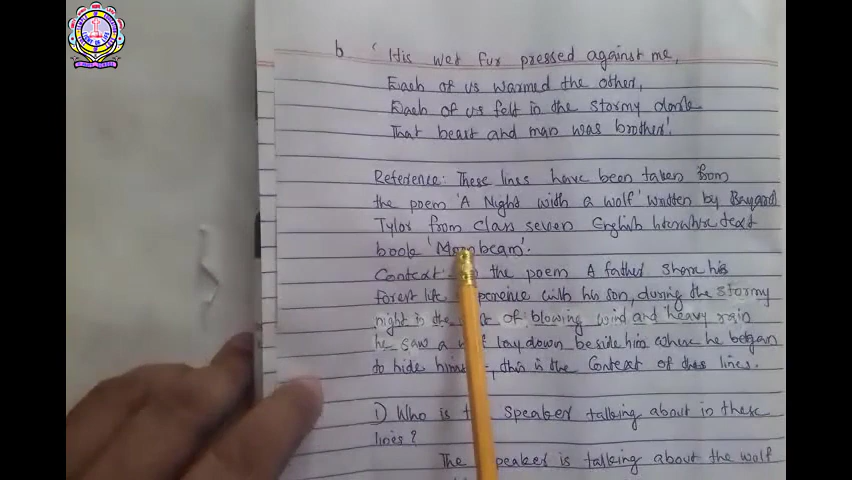 b ' His wet fur pressed against me,
Each of us warmed the other,
Each of us felt in the stormy dark
That beast and man was brother'.
Reference: These lines have been taken from
the poem 'A Night with a wolf' written by Bayard
Tylor from class seven English literature text
book 'Moonbeam'.
Context: the poem A father share his
forest life experience with his son, during the stormy
night in the of blowing wind and heavy rain
he saw a wolf lay down beside him where he began
to hide himself, this is the Context of thes lines.
1) Who is the speaker talking about in these
lines?
The speaker is talking about the wolf